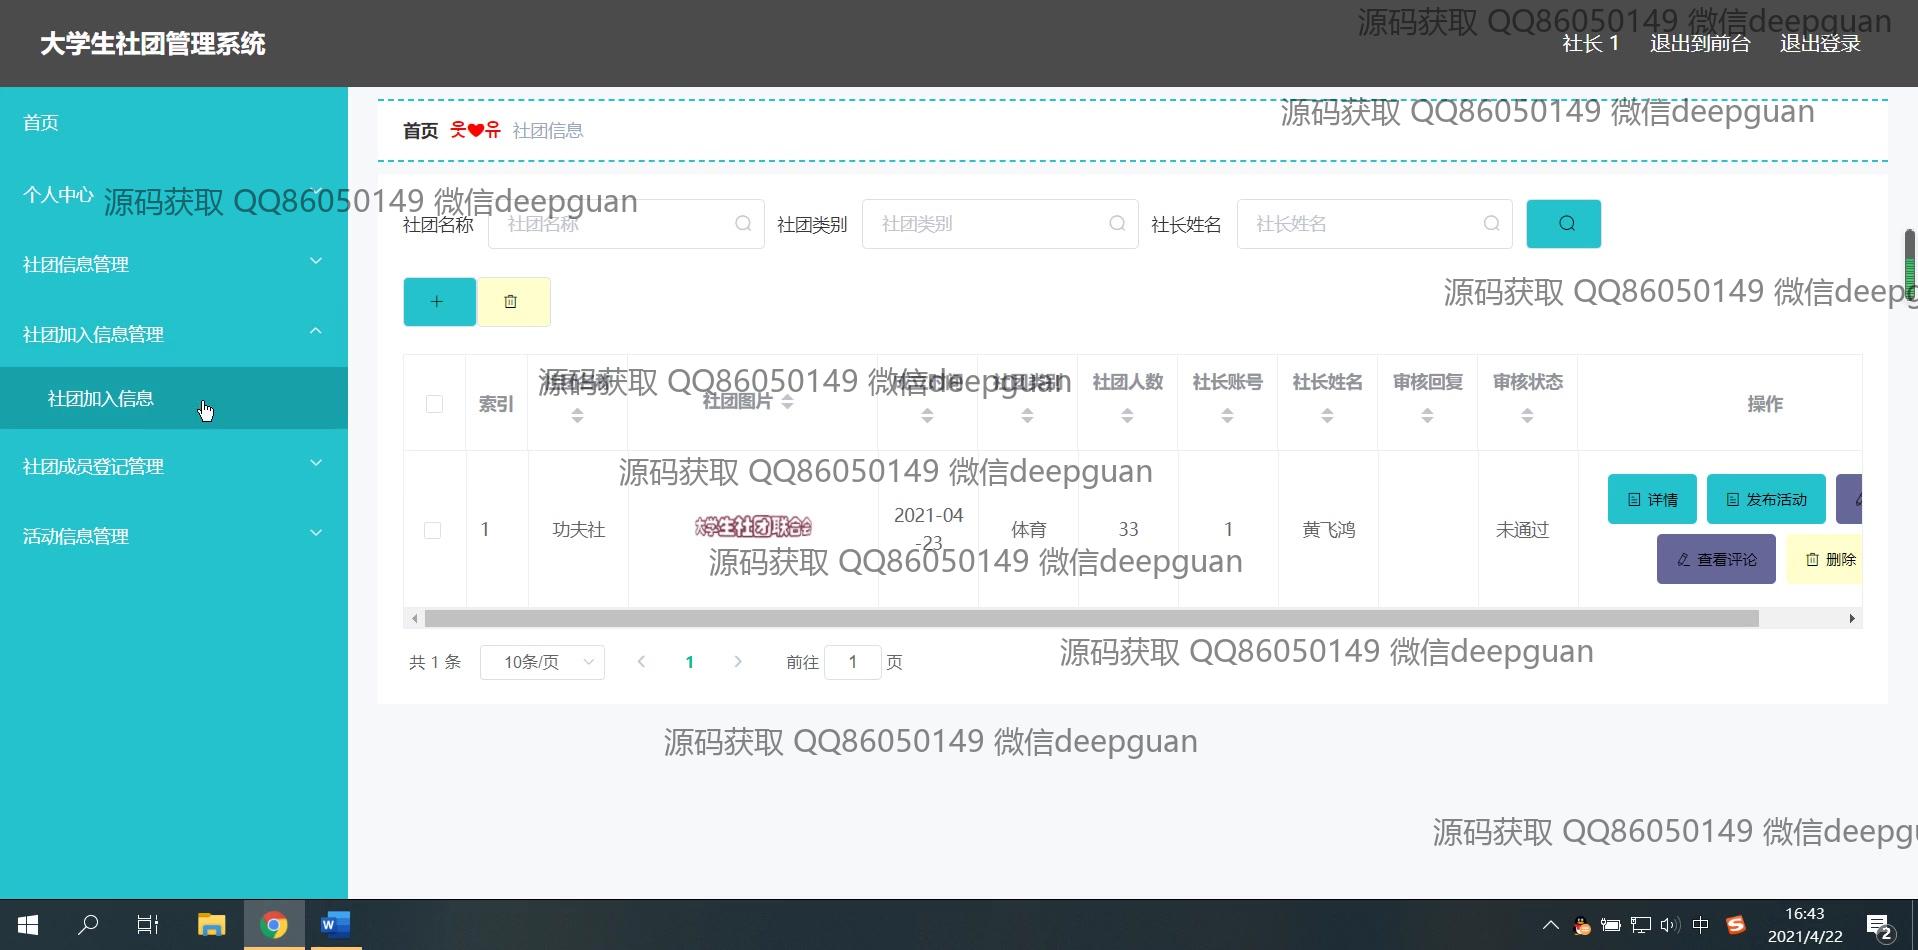 大学生社团管理系统
源码获取 QQ86050149 微信deepguan
社长 1 退出到前台 退出登录
首页
首页 웃❤유 社团信息
源码获取 QQ86050149 微信deepguan
个人中心
源码获取 QQ86050149 微信deepguan
社团名称 社团名称 社团类别 社团类别 社长姓名 社长姓名
社团信息管理
源码获取 QQ86050149 微信deepg
社团加入信息管理
社团加入信息
源码获取 QQ86050149 微信deepguan
索引 社团名称 社团图片 社团类别 社团人数 社长账号 社长姓名 审核回复 审核状态 操作
社团成员登记管理
源码获取 QQ86050149 微信deepguan
详情 发布活动
1 功夫社 大学生社团联合会 2021-04-23 体育 33 1 黄飞鸿 未通过
活动信息管理
源码获取 QQ86050149 微信deepguan
查看评论 删除
共 1 条 10条/页 1 前往 1 页
源码获取 QQ86050149 微信deepguan
源码获取 QQ86050149 微信deepguan
源码获取 QQ86050149 微信deepgu
中
16:43
2021/4/22
2